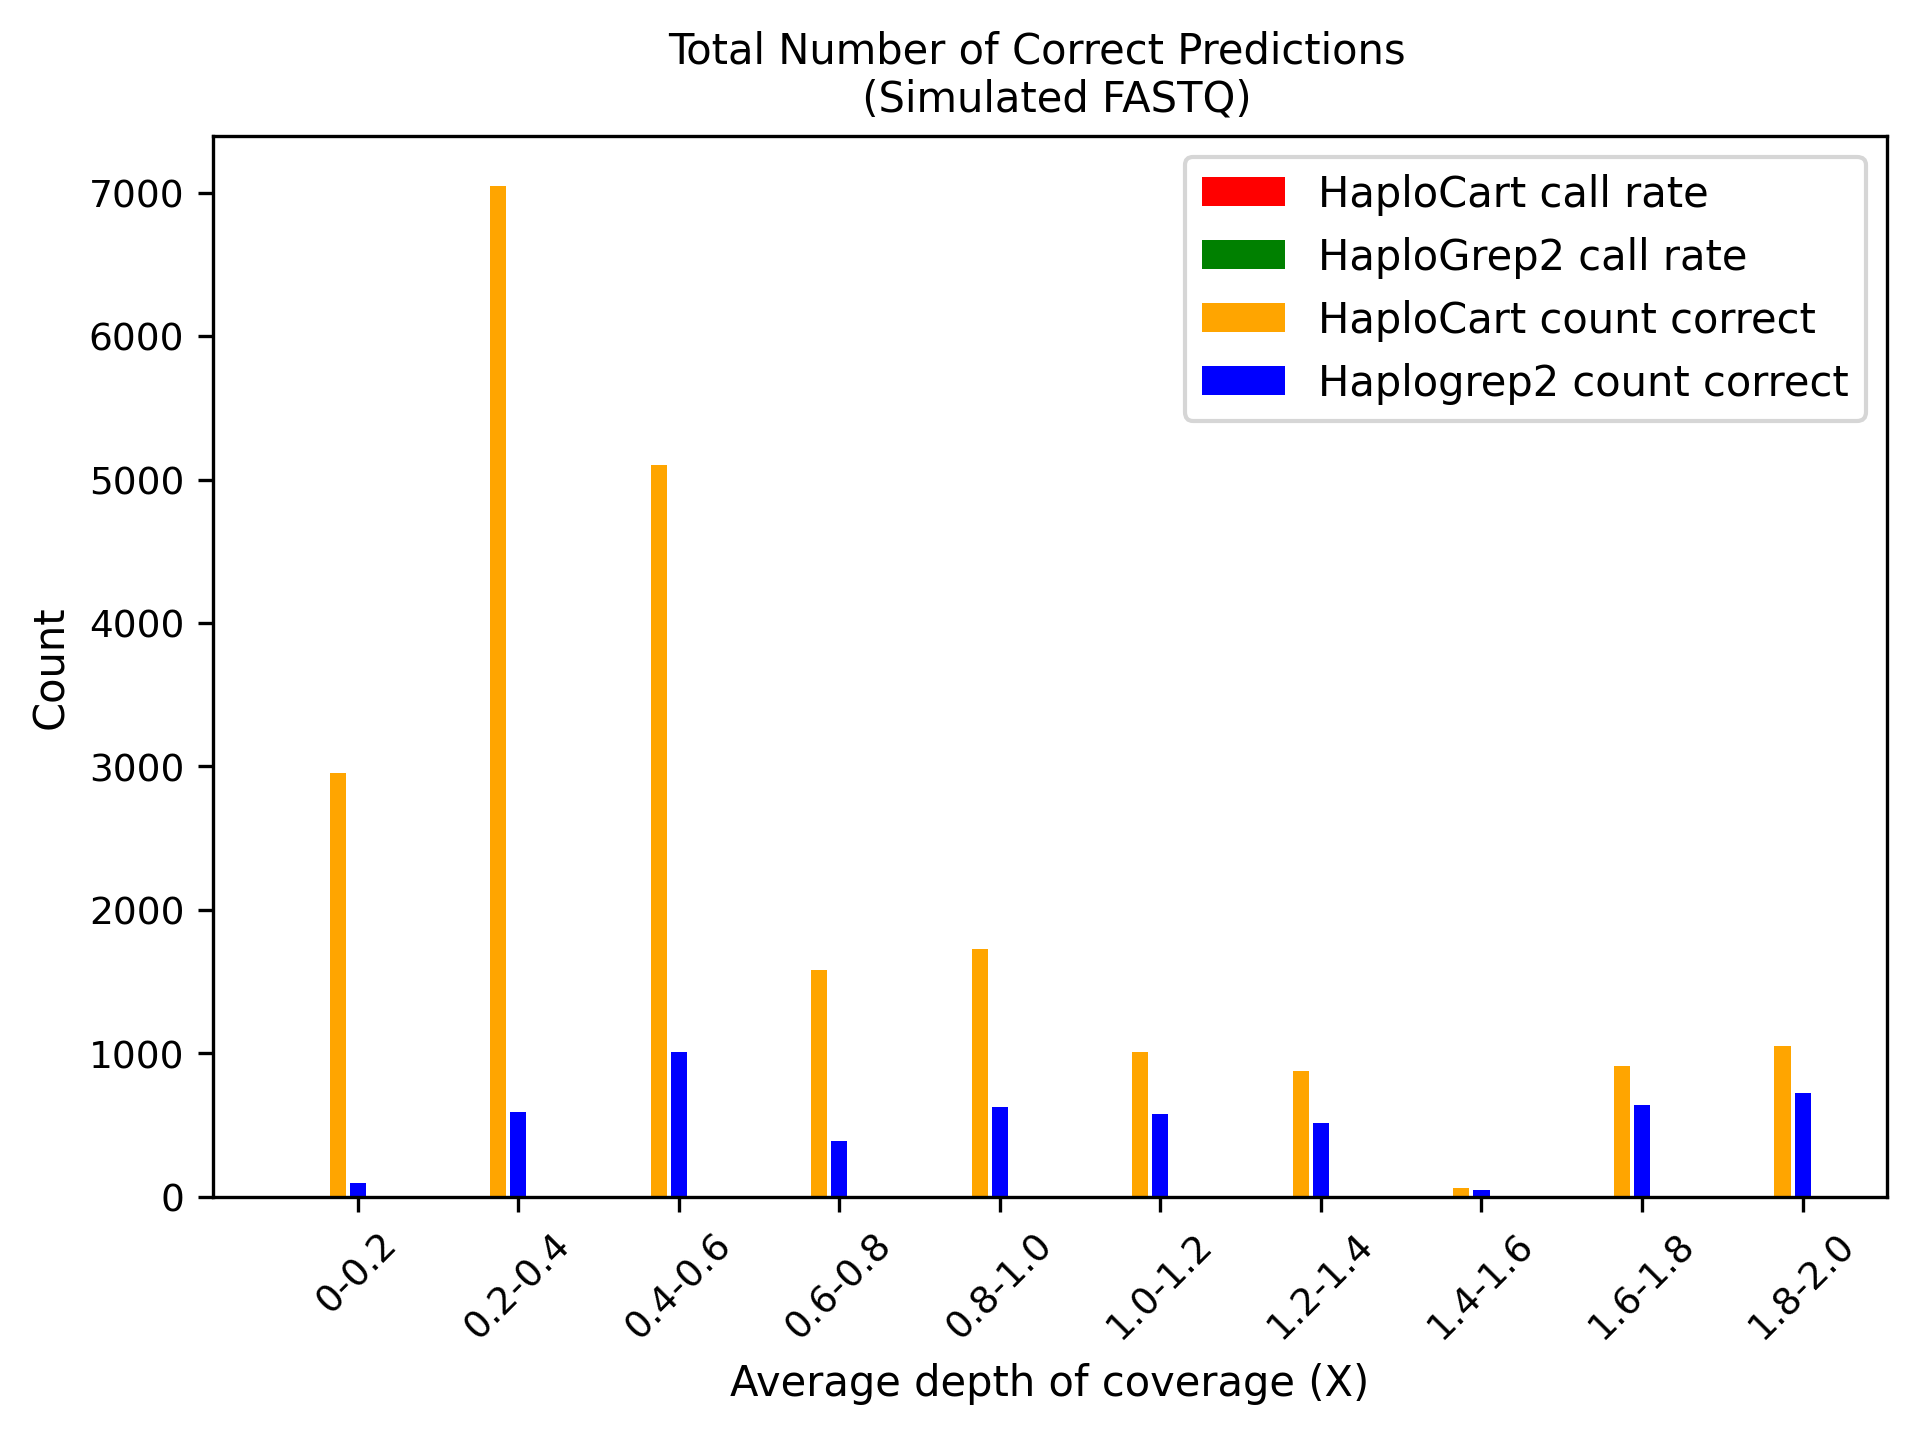 Total Number of Correct Predictions
(Simulated FASTQ)
HaploCart call rate
HaploGrep2 call rate
HaploCart count correct
Haplogrep2 count correct
Count
7000
6000
5000
4000
3000
2000
1000
0
0-0.2
0.2-0.4
0.4-0.6
0.6-0.8
0.8-1.0
1.0-1.2
1.2-1.4
1.4-1.6
1.6-1.8
1.8-2.0
Average depth of coverage (X)